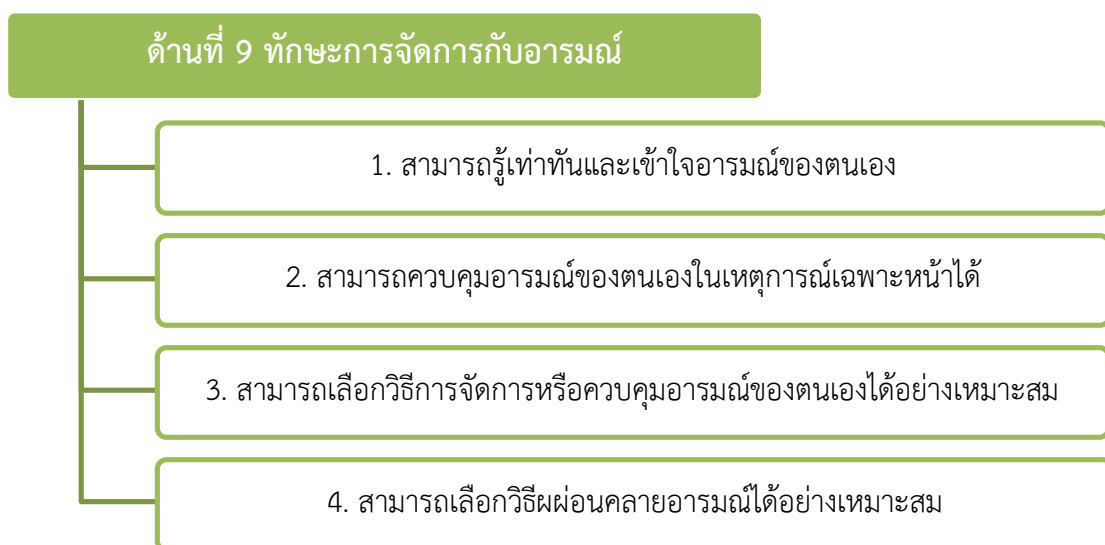 ด้านที่ 9 ทักษะการจัดการกับอารมณ์
1. สามารถรู้เท่าทันและเข้าใจอารมณ์ของตนเอง
2. สามารถควบคุมอารมณ์ของตนเองในเหตุการณ์เฉพาะหน้าได้
3. สามารถเลือกวิธีการจัดการหรือควบคุมอารมณ์ของตนเองได้อย่างเหมาะสม
4. สามารถเลือกวิธีผผ่อนคลายอารมณ์ได้อย่างเหมาะสม